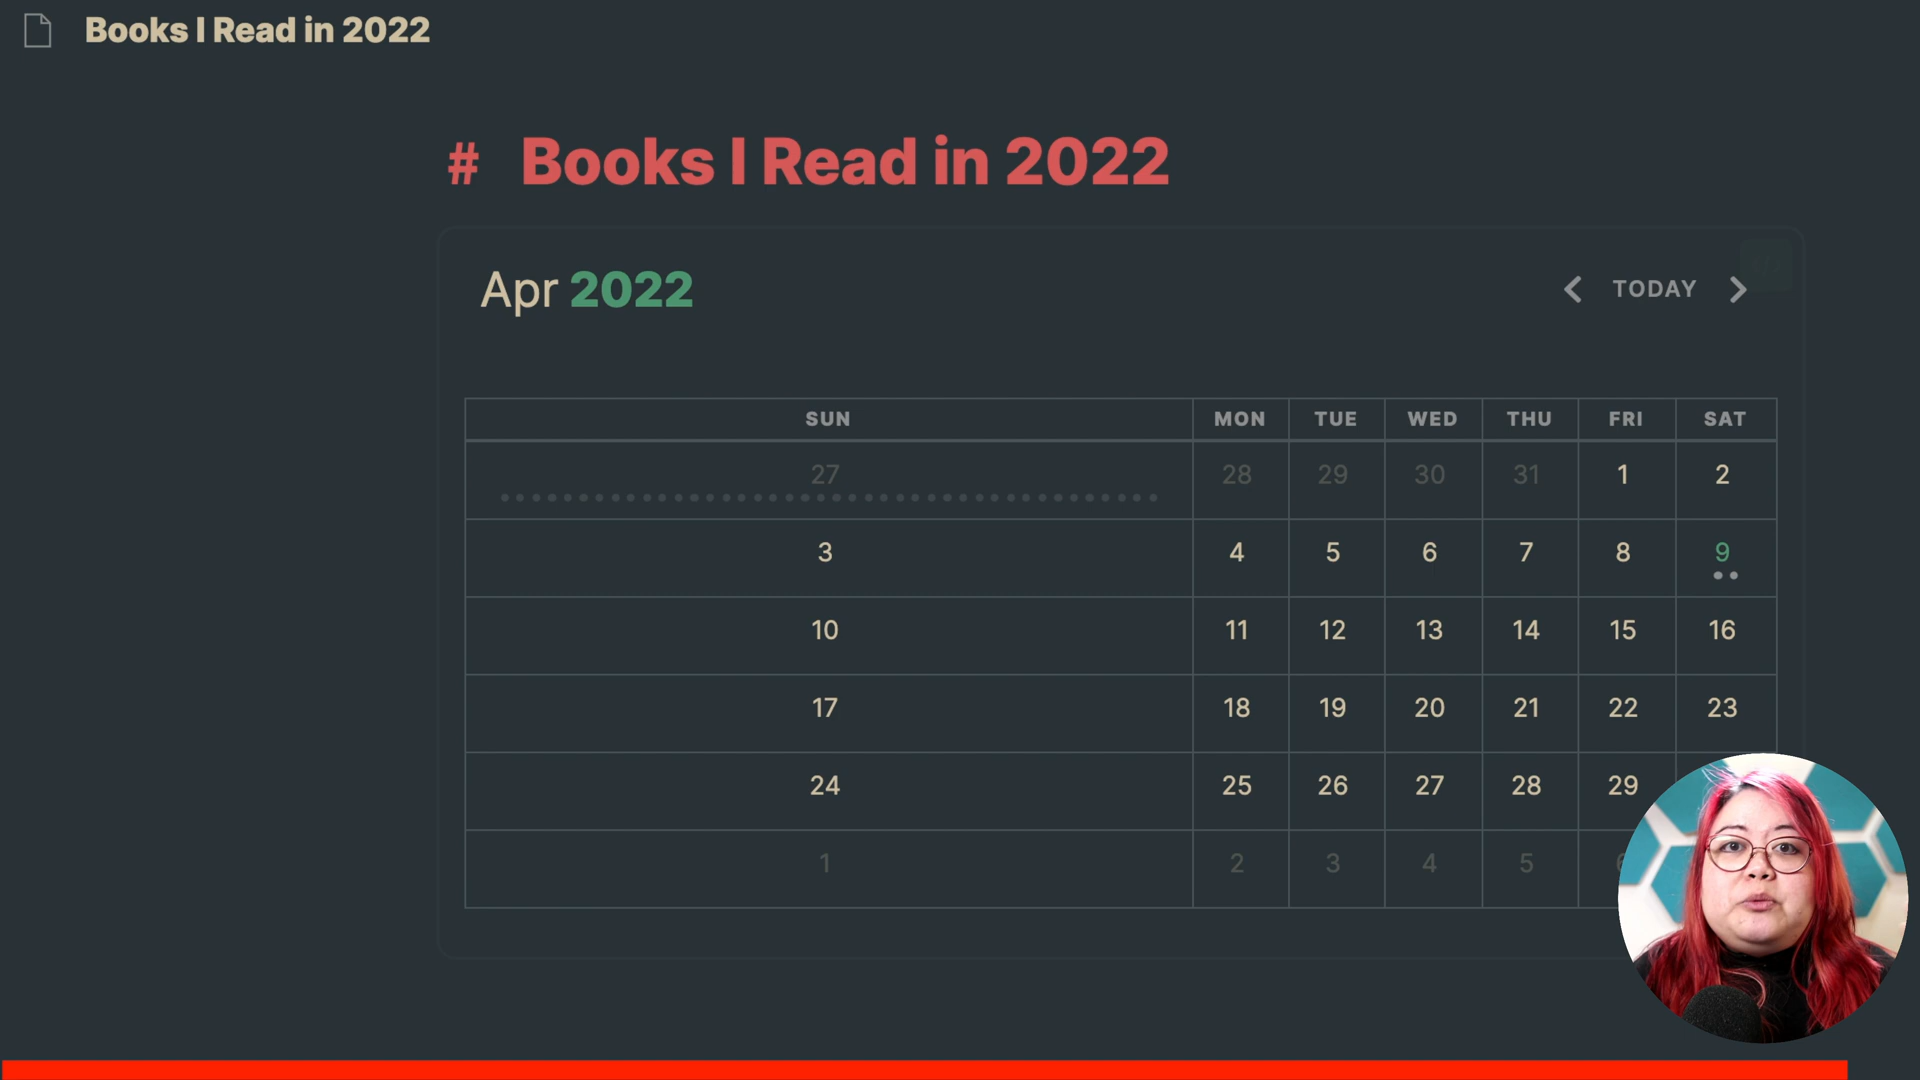 Books I Read in 2022
# Books I Read in 2022
Apr 2022
TODAY
SUN MON TUE WED THU FRI SAT
27 28 29 30 31 1 2
3 4 5 6 7 8 9
10 11 12 13 14 15 16
17 18 19 20 21 22 23
24 25 26 27 28 29
1 2 3 4 5